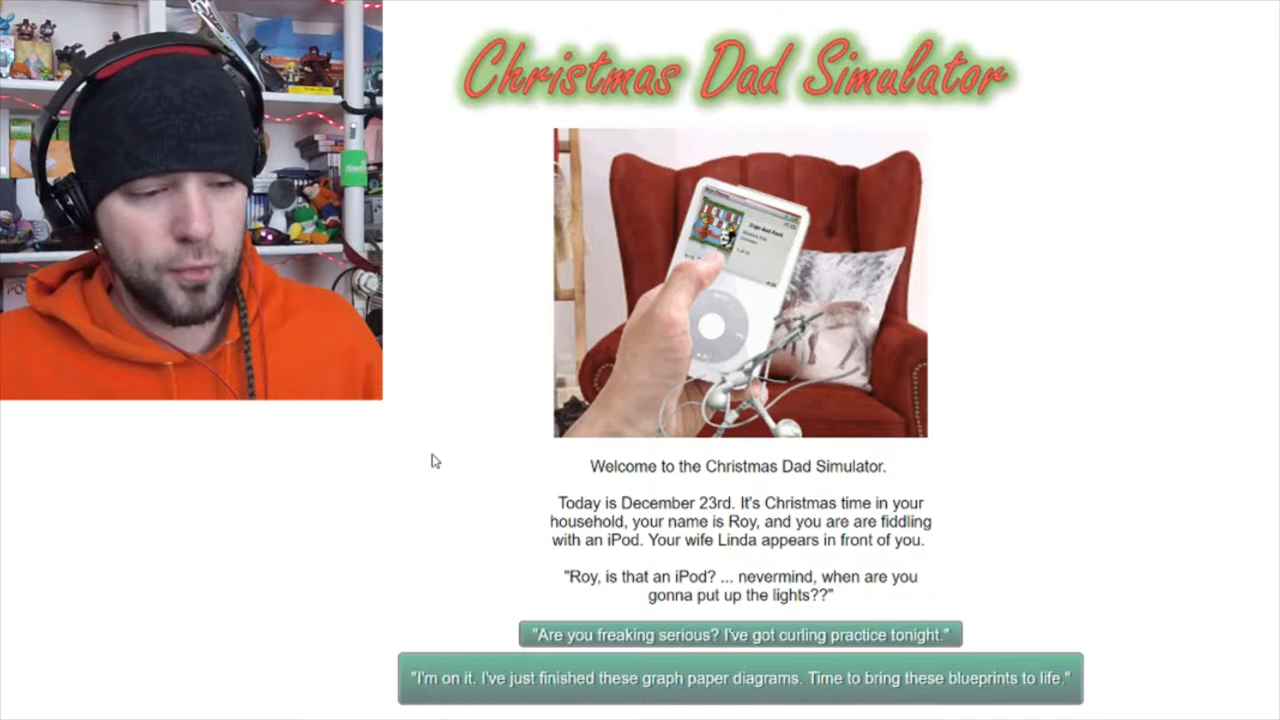 Christmas Dad Simulator
Welcome to the Christmas Dad Simulator.
Today is December 23rd. It's Christmas time in your
household, your name is Roy, and you are are fiddling
with an iPod. Your wife Linda appears in front of you.
"Roy, is that an iPod? ... nevermind, when are you
gonna put up the lights??"
"Are you freaking serious? I've got curling practice tonight."
"I'm on it. I've just finished these graph paper diagrams. Time to bring these blueprints to life."